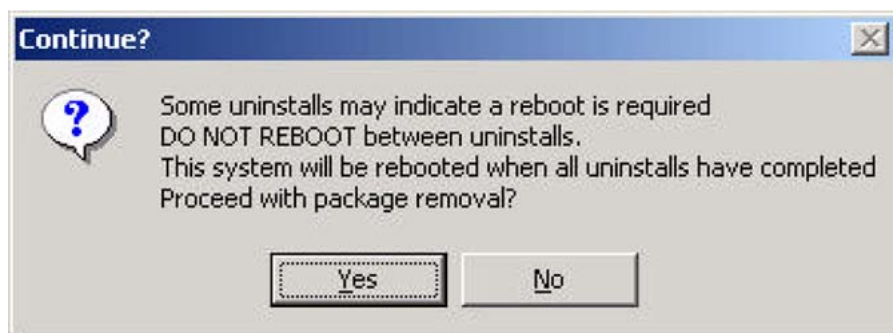 Continue?
Some uninstalls may indicate a reboot is required
DO NOT REBOOT between uninstalls.
This system will be rebooted when all uninstalls have completed
Proceed with package removal?
Yes
No